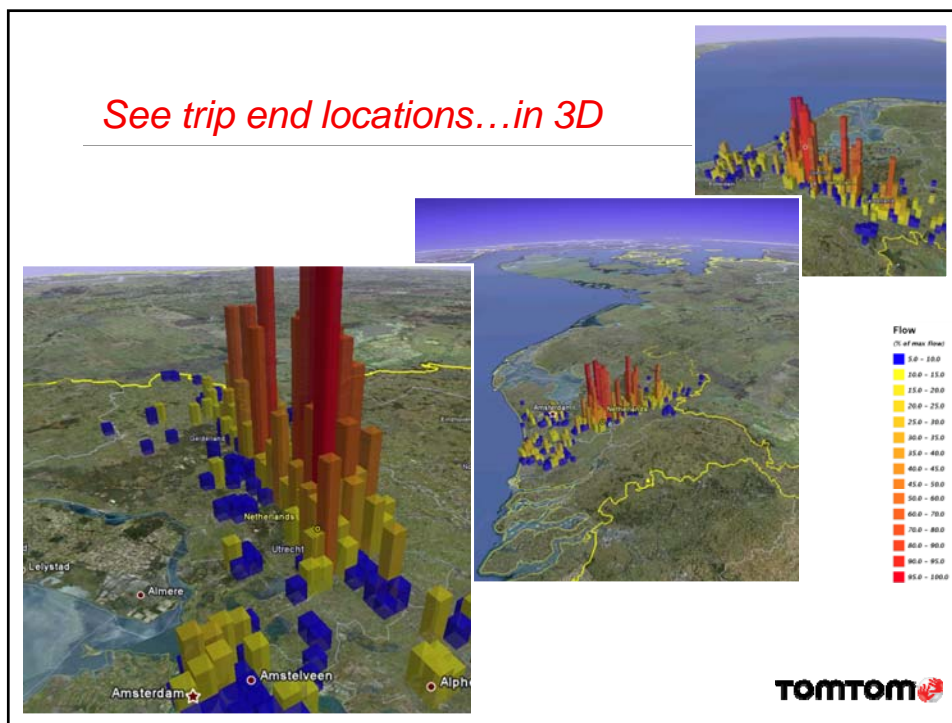 See trip end locations...in 3D
Flow
(% of max flow)
5.0 - 10.0
10.0 - 15.0
15.0 - 20.0
20.0 - 25.0
25.0 - 30.0
30.0 - 35.0
35.0 - 40.0
40.0 - 45.0
45.0 - 50.0
50.0 - 60.0
60.0 - 70.0
70.0 - 80.0
80.0 - 90.0
90.0 - 95.0
95.0 - 100.0
Amsterdam
Netherlands
Gelderland
Netherlands
Utrecht
Lelystad
Almere
Amstelveen
Amsterdam
Alph
TOMTOM